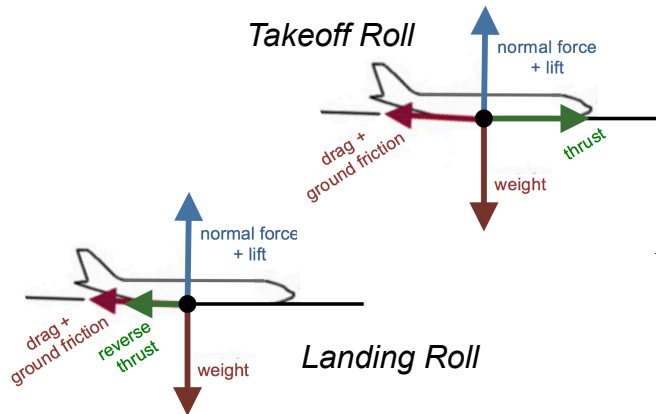 Takeoff Roll
normal force
+ lift
drag +
ground friction
thrust
weight
normal force
+ lift
drag +
ground friction
reverse
thrust
weight
Landing Roll